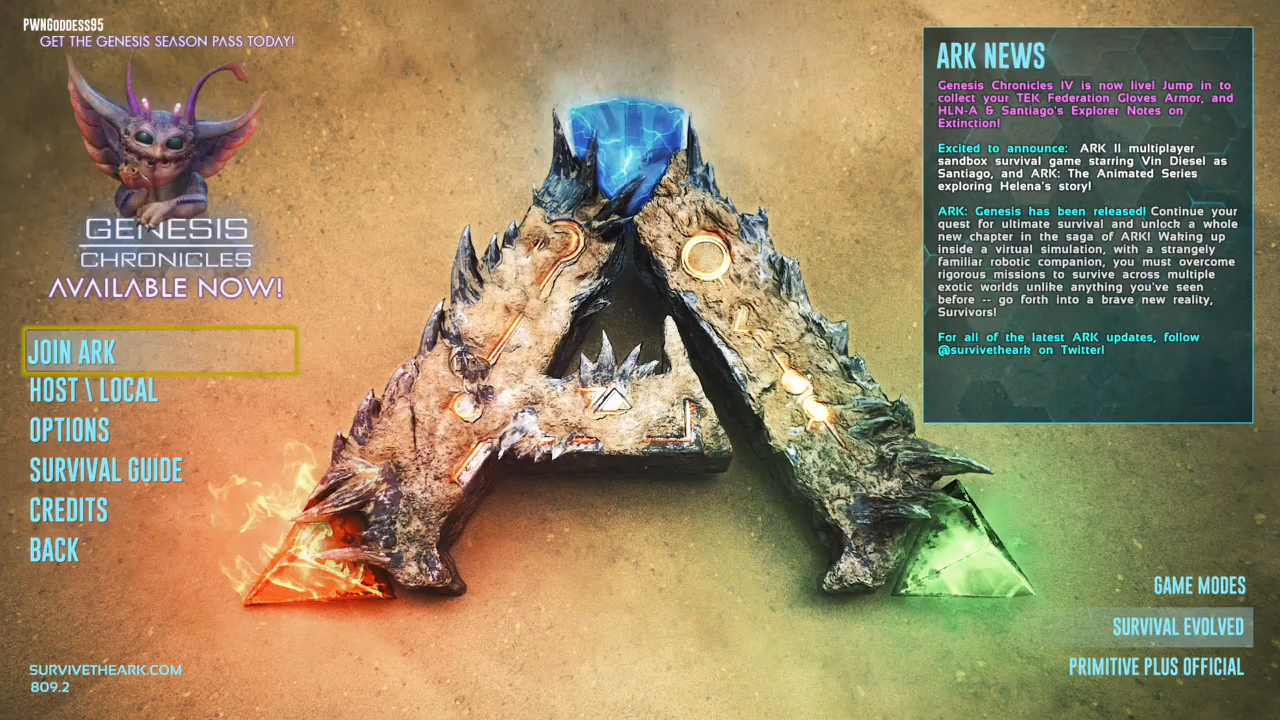 PWNGoddess95
GET THE GENESIS SEASON PASS TODAY!
GENESIS
CHRONICLES
AVAILABLE NOW!
JOIN ARK
HOST \ LOCAL
OPTIONS
SURVIVAL GUIDE
CREDITS
BACK
SURVIVETHEARK.COM
809.2
ARK NEWS
Genesis Chronicles IV is now live! Jump in to
collect your TEK Federation Gloves Armor, and
HLN-A & Santiago's Explorer Notes on
Extinction!
Excited to announce: ARK II multiplayer
sandbox survival game starring Vin Diesel as
Santiago, and ARK: The Animated Series
exploring Helena's story!
ARK: Genesis has been released! Continue your
quest for ultimate survival and unlock a whole
new chapter in the saga of ARK! Waking up
inside a virtual simulation, with a strangely
familiar robotic companion, you must overcome
rigorous missions to survive across multiple
exotic worlds unlike anything you've seen
before -- go forth into a brave new reality,
Survivors!
For all of the latest ARK updates, follow
@survivetheark on Twitter!
GAME MODES
SURVIVAL EVOLVED
PRIMITIVE PLUS OFFICIAL